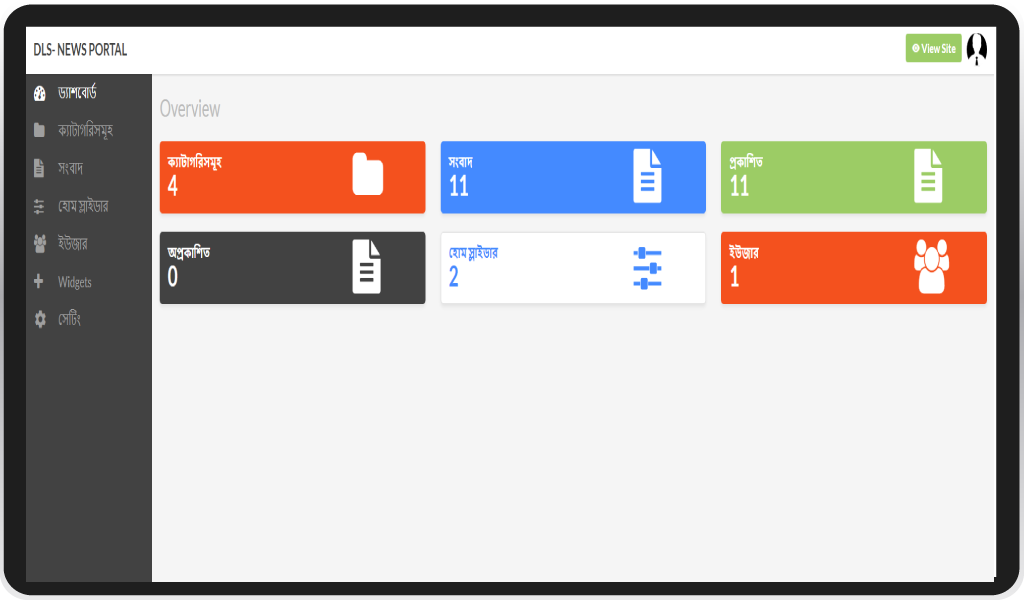 DLS- NEWS PORTAL
View Site
ড্যাশবোর্ড
ক্যাটাগরিসমূহ
সংবাদ
হোম স্লাইডার
ইউজার
Widgets
সেটিং
Overview
ক্যাটাগরিসমূহ
4
সংবাদ
11
প্রকাশিত
11
অপ্রকাশিত
0
হোম স্লাইডার
2
ইউজার
1